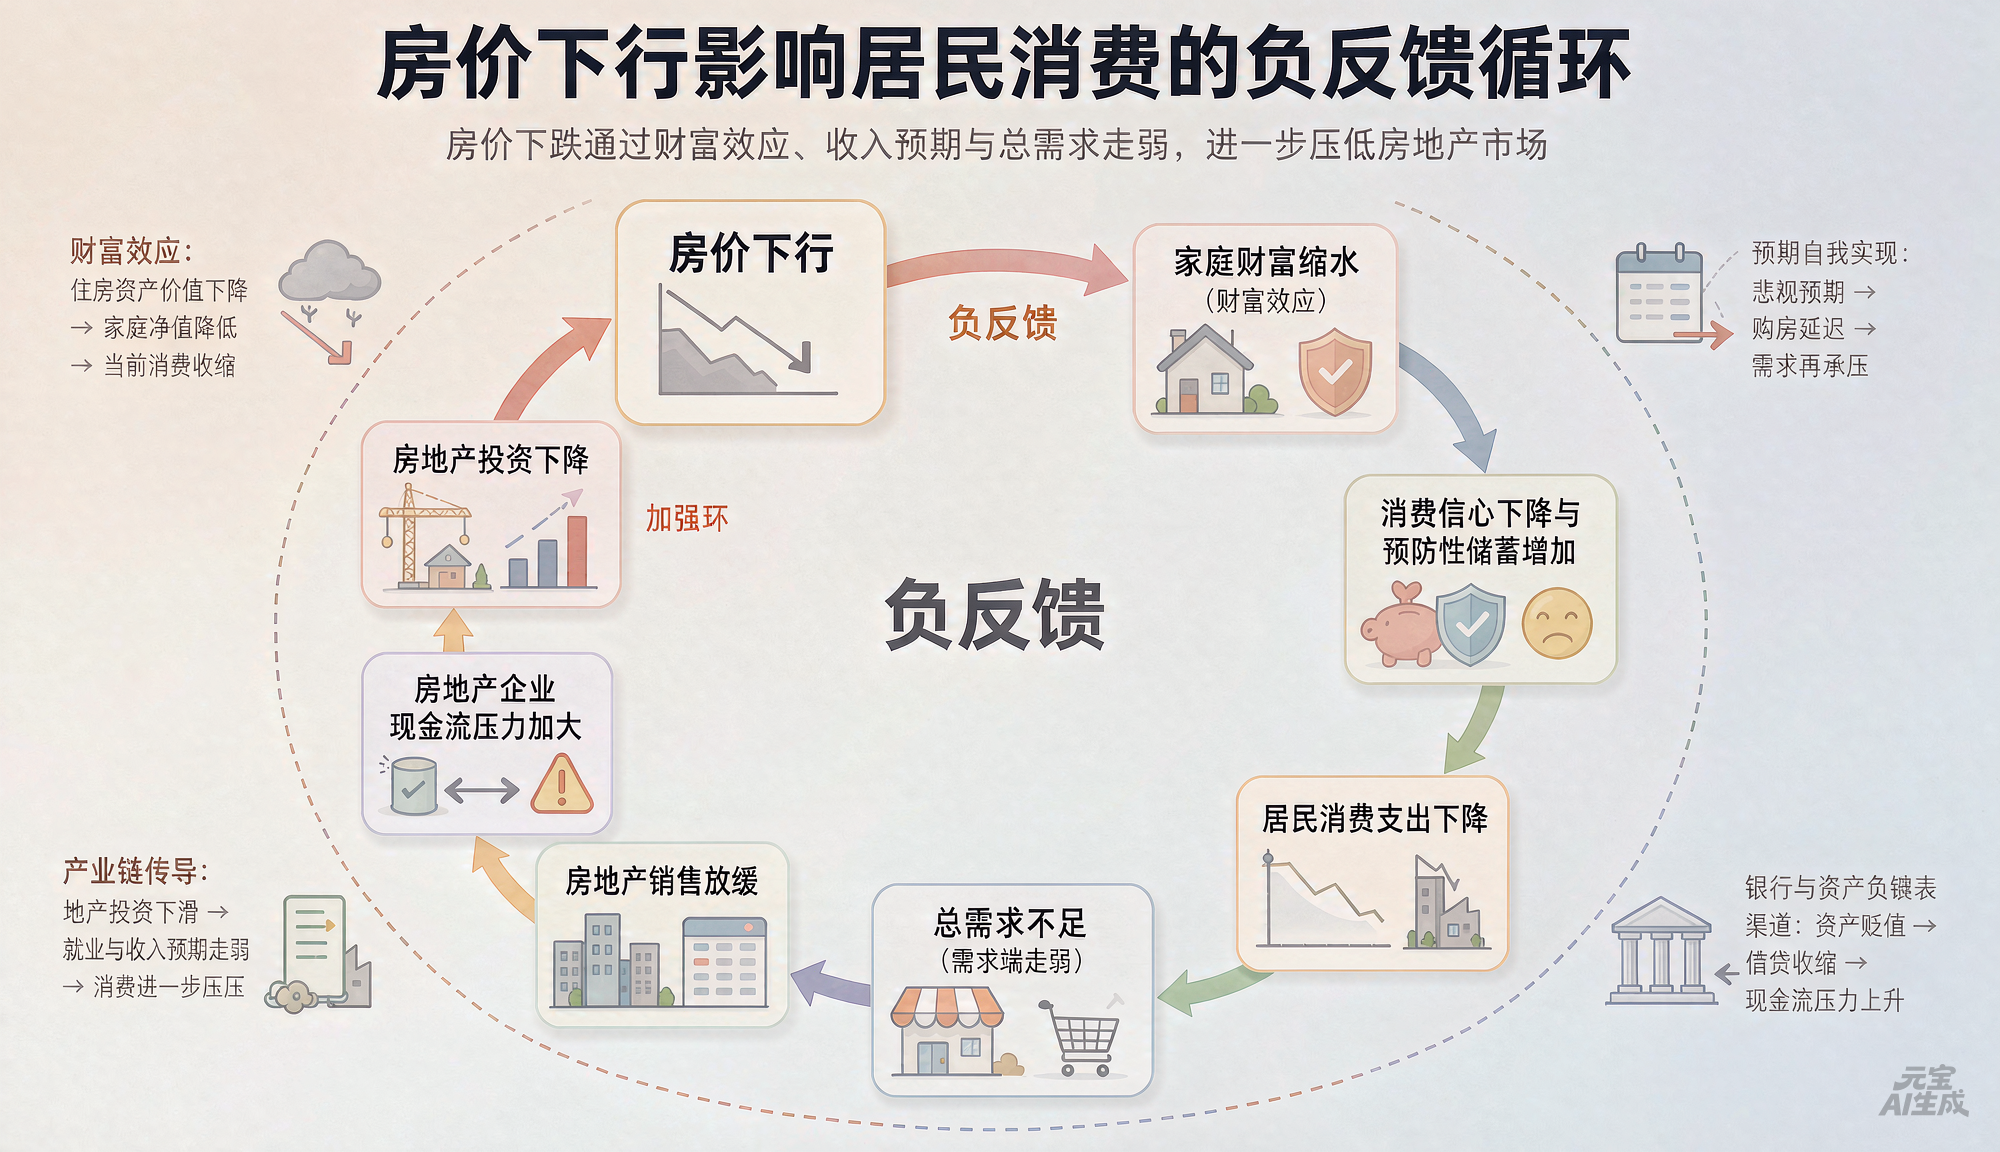 房价下行影响居民消费的负反馈循环
房价下跌通过财富效应、收入预期与总需求走弱，进一步压低房地产市场
财富效应：
住房资产价值下降
→ 家庭净值降低
→ 当前消费收缩
房价下行
负反馈
家庭财富缩水
（财富效应）
预期自我实现：
悲观预期 →
购房延迟 →
需求再承压
房地产投资下降
加强环
消费信心下降与
预防性储蓄增加
负反馈
房地产企业
现金流压力加大
居民消费支出下降
产业链传导：
地产投资下滑 →
就业与收入预期走弱
→ 消费进一步压压
房地产销售放缓
总需求不足
（需求端走弱）
银行与资产负表
渠道：资产贬值 →
借贷收缩 →
现金流压力上升
元宝
AI生成